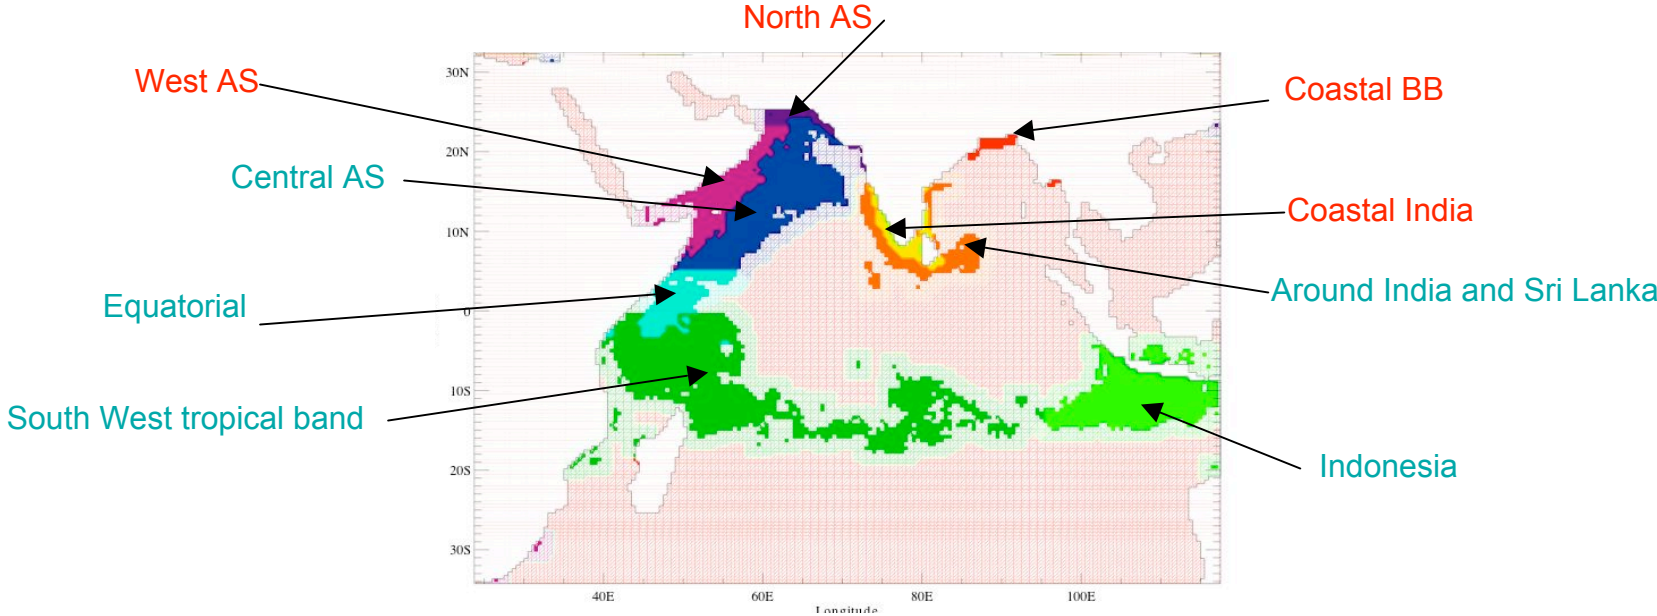 North AS
West AS
Coastal BB
Central AS
Coastal India
Around India and Sri Lanka
Equatorial
South West tropical band
Indonesia
30N
20N
10N
0
10S
20S
30S
40E 60E 80E 100E
Longitude